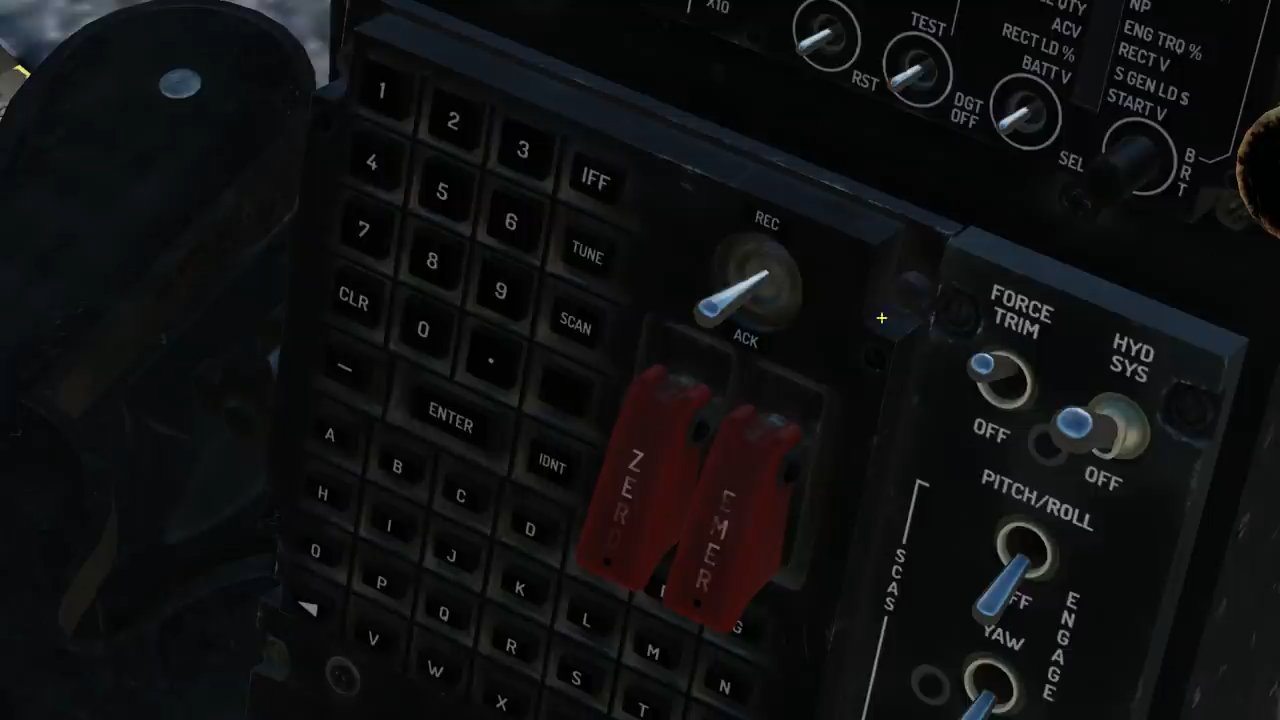 X10
TEST
RST
ACV
RECT LD %
BATT V
DGT
OFF
SEL
NP
ENG TRQ %
RECT V
S GEN LD $
START V
BRT
1 2 3 IFF
4 5 6 TUNE
7 8 9 SCAN
CLR 0 .
– ENTER IDNT
A B C D
H I J K L M N
O P Q R S T
V W X
REC
ACK
ZERO
EMER
G
FORCE
TRIM
OFF
HYD
SYS
OFF
PITCH/ROLL
SCAS
YAW
ENGAGE